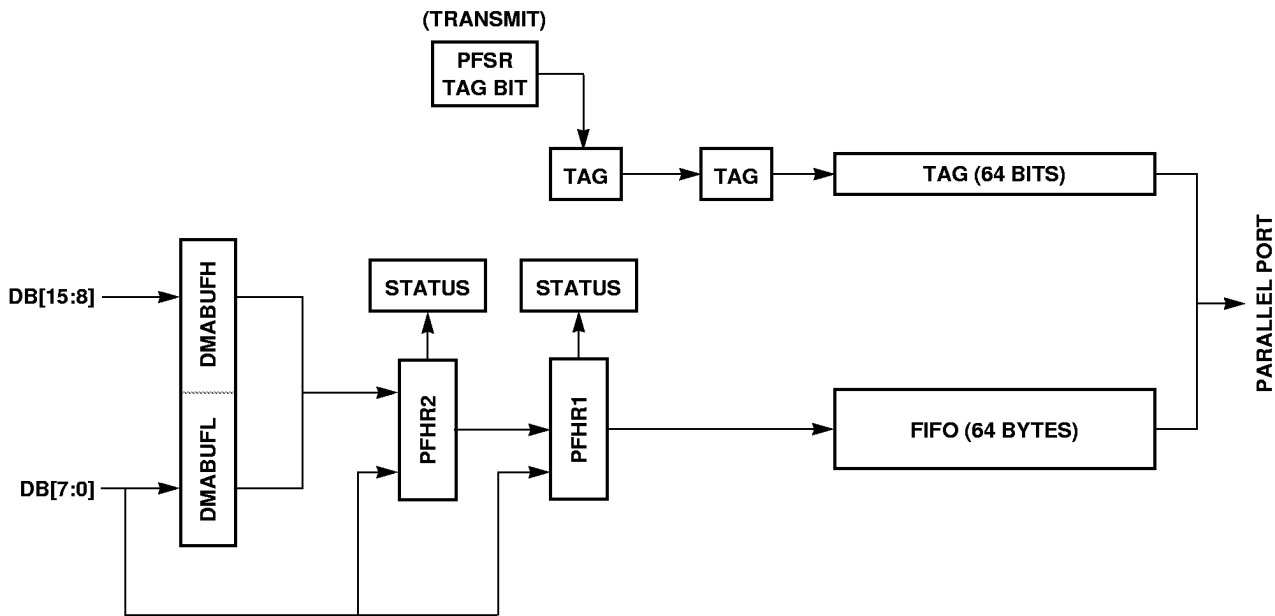 (TRANSMIT)
PFSR
TAG BIT
TAG
TAG
TAG (64 BITS)
DB[15:8]
DMABUFH
STATUS
STATUS
PARALLEL PORT
DMABUFL
PFHR2
PFHR1
FIFO (64 BYTES)
DB[7:0]